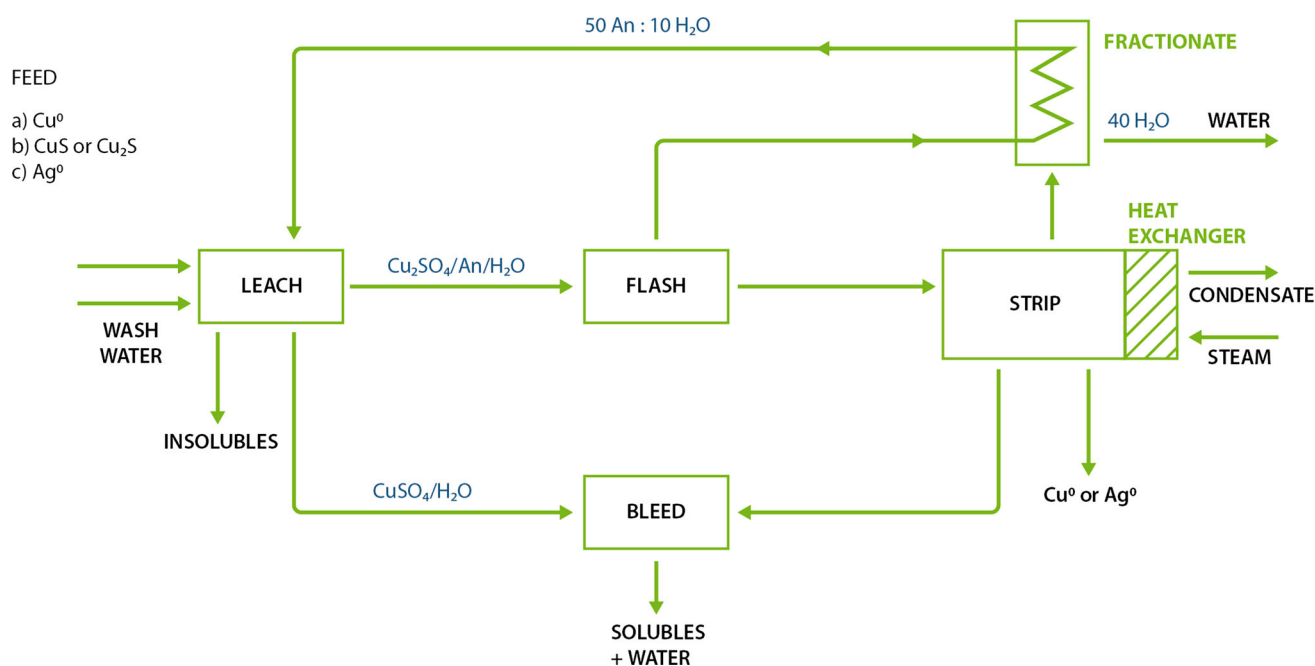 50 An : 10 H₂O
FRACTIONATE
FEED
a) Cu⁰
b) CuS or Cu₂S
c) Ag⁰
40 H₂O
WATER
HEAT
EXCHANGER
LEACH
Cu₂SO₄/An/H₂O
FLASH
STRIP
CONDENSATE
WASH
WATER
STEAM
INSOLUBLES
CuSO₄/H₂O
BLEED
Cu⁰ or Ag⁰
SOLUBLES
+ WATER